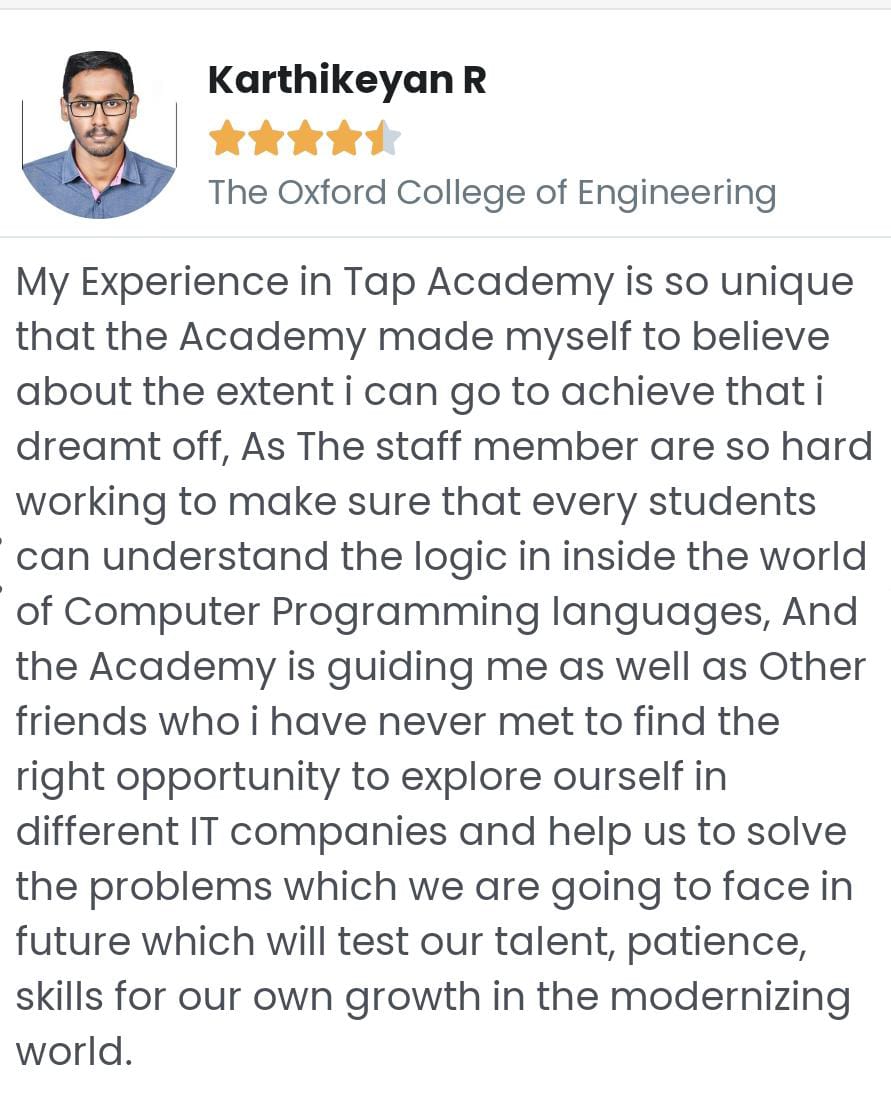 Karthikeyan R
The Oxford College of Engineering
My Experience in Tap Academy is so unique
that the Academy made myself to believe
about the extent i can go to achieve that i
dreamt off, As The staff member are so hard
working to make sure that every students
can understand the logic in inside the world
of Computer Programming languages, And
the Academy is guiding me as well as Other
friends who i have never met to find the
right opportunity to explore ourself in
different IT companies and help us to solve
the problems which we are going to face in
future which will test our talent, patience,
skills for our own growth in the modernizing
world.